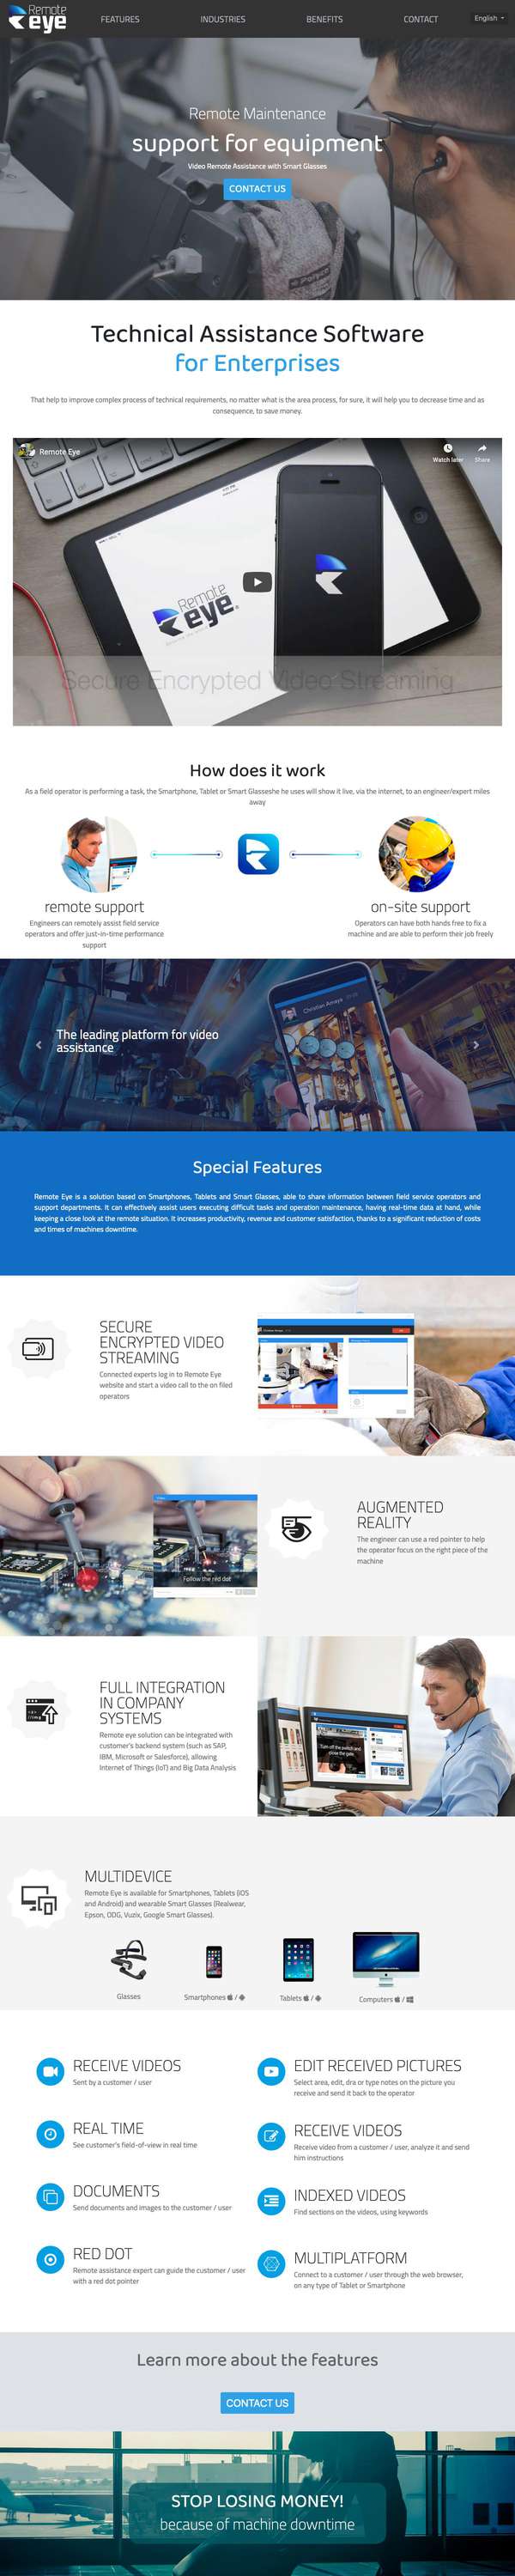 Remote
eye
FEATURES
INDUSTRIES
BENEFITS
CONTACT
English
Remote Maintenance
support for equipment
Video Remote Assistance with Smart Glasses
CONTACT US
Technical Assistance Software
for Enterprises
That help to improve complex process of technical requirements, no matter what is the area process, for sure, it will help you to decrease time and as
consequence, to save money.
Remote Eye
Watch later
Share
Remote
eye
Secure Encrypted Video Streaming
How does it work
As a field operator is performing a task, the Smartphone, Tablet or Smart Glassseshe he uses will show it live, via the internet, to an engineer/expert miles
away
remote support
Engineers can remotely assist field service
operators and offer just-in-time performance
support
on-site support
Operators can have both hands free to fix a
machine and are able to perform their job freely
The leading platform for video
assistance
Special Features
Remote Eye is a solution based on Smartphones, Tablets and Smart Glasses, able to share information between field service operators and
support departments. It can effectively assist users executing difficult tasks and operation maintenance, having real-time data at hand, while
keeping a close look at the remote situation. It increases productivity, revenue and customer satisfaction, thanks to a significant reduction of costs
and times of machines downtime.
SECURE
ENCRYPTED VIDEO
STREAMING
Connected experts log in to Remote Eye
website and start a video call to the on filed
operators
Follow the red dot
AUGMENTED
REALITY
The engineer can use a red pointer to help
the operator focus on the right piece of the
machine
FULL INTEGRATION
IN COMPANY
SYSTEMS
Remote eye solution can be integrated with
customer's backend system (such as SAP,
IBM, Microsoft or Salesforce), allowing
Internet of Things (IoT) and Big Data Analysis
Turn off the switch and
close the gate
MULTIDEVICE
Remote Eye is available for Smartphones, Tablets (iOS
and Android) and wearable Smart Glasses (Realwear,
Epson, ODG, Vuzix, Google Smart Glasses).
Glasses
Smartphones /
Tablets /
Computers /
RECEIVE VIDEOS
Sent by a customer / user
EDIT RECEIVED PICTURES
Select area, edit, dra or type notes on the picture you
receive and send it back to the operator
REAL TIME
See customer's field-of-view in real time
RECEIVE VIDEOS
Receive video from a customer / user, analyze it and send
him instructions
DOCUMENTS
Send documents and images to the customer / user
INDEXED VIDEOS
Find sections on the videos, using keywords
RED DOT
Remote assistance expert can guide the customer / user
with a red dot pointer
MULTIPLATFORM
Connect to a customer / user through the web browser,
on any type of Tablet or Smartphone
Learn more about the features
CONTACT US
STOP LOSING MONEY!
because of machine downtime